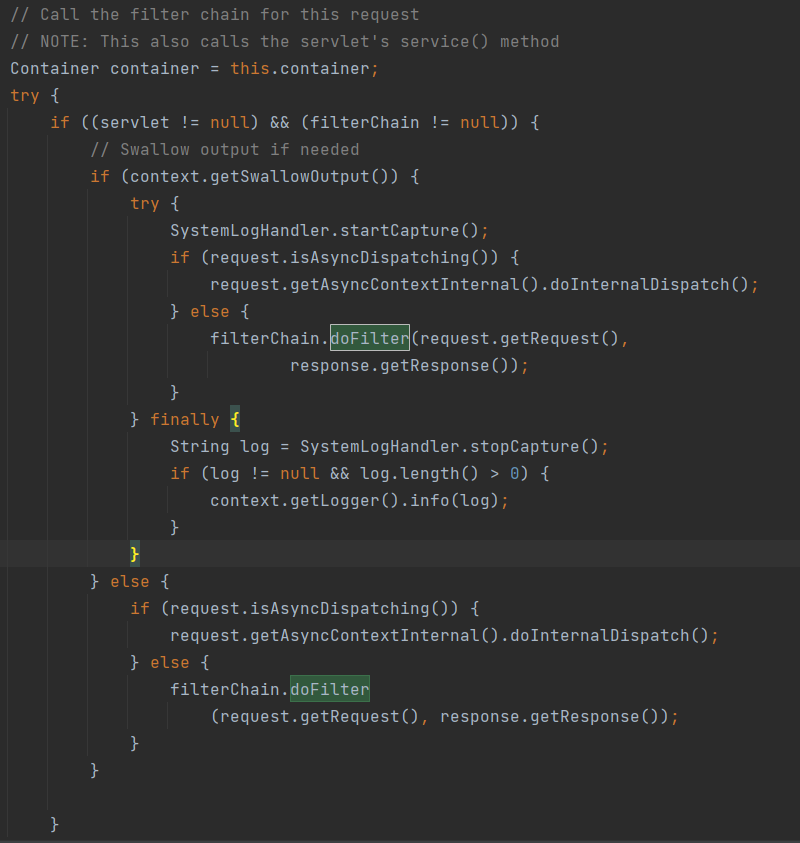 // Call the filter chain for this request
// NOTE: This also calls the servlet's service() method
Container container = this.container;
try {
    if ((servlet != null) && (filterChain != null)) {
        // Swallow output if needed
        if (context.getSwallowOutput()) {
            try {
                SystemLogHandler.startCapture();
                if (request.isAsyncDispatching()) {
                    request.getAsyncContextInternal().doInternalDispatch();
                } else {
                    filterChain.doFilter(request.getRequest(),
                            response.getResponse());
                }
            } finally {
                String log = SystemLogHandler.stopCapture();
                if (log != null && log.length() > 0) {
                    context.getLogger().info(log);
                }
            }
        } else {
            if (request.isAsyncDispatching()) {
                request.getAsyncContextInternal().doInternalDispatch();
            } else {
                filterChain.doFilter
                    (request.getRequest(), response.getResponse());
            }
        }

    }